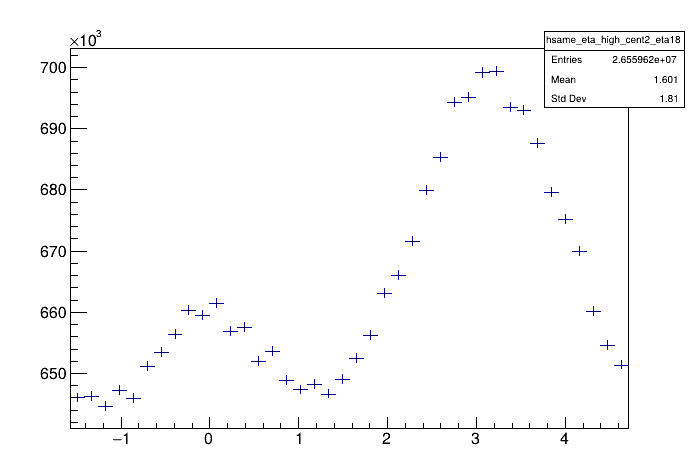 ×10³
hsame_eta_high_cent2_eta18
Entries 2.655962e+07
Mean 1.601
Std Dev 1.81
700
690
680
670
660
650
−1 0 1 2 3 4